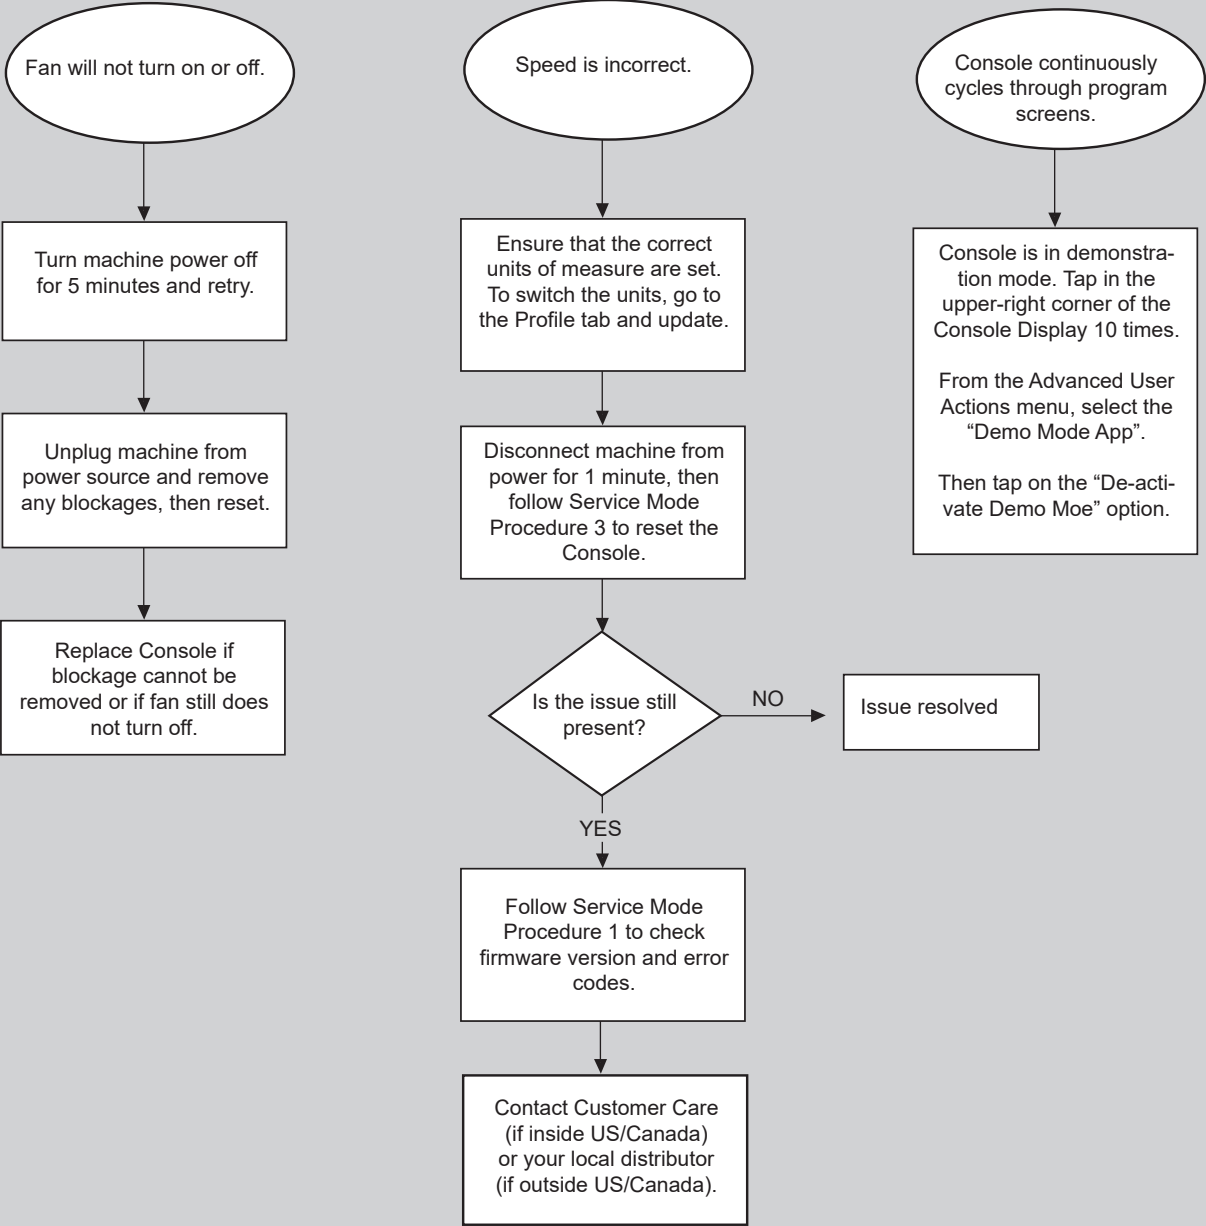 Fan will not turn on or off.
Turn machine power off
for 5 minutes and retry.
Unplug machine from
power source and remove
any blockages, then reset.
Replace Console if
blockage cannot be
removed or if fan still does
not turn off.
Speed is incorrect.
Ensure that the correct
units of measure are set.
To switch the units, go to
the Profile tab and update.
Disconnect machine from
power for 1 minute, then
follow Service Mode
Procedure 3 to reset the
Console.
Is the issue still
present?
NO
Issue resolved
YES
Follow Service Mode
Procedure 1 to check
firmware version and error
codes.
Contact Customer Care
(if inside US/Canada)
or your local distributor
(if outside US/Canada).
Console continuously
cycles through program
screens.
Console is in demonstra-
tion mode. Tap in the
upper-right corner of the
Console Display 10 times.
From the Advanced User
Actions menu, select the
“Demo Mode App”.
Then tap on the “De-acti-
vate Demo Moe” option.